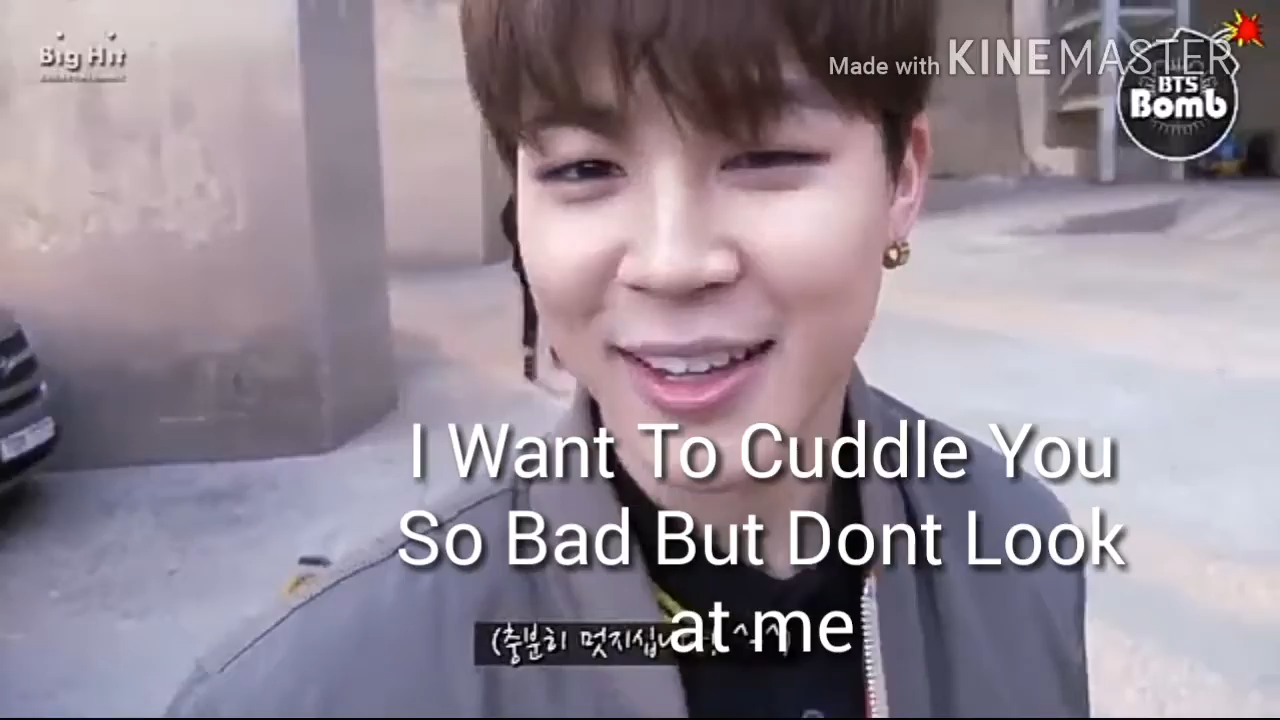 Big Hit
Made with KINEMASTER
BTS
Bomb
I Want To Cuddle You
So Bad But Dont Look
at me
(충분히 멋지십 ^^)